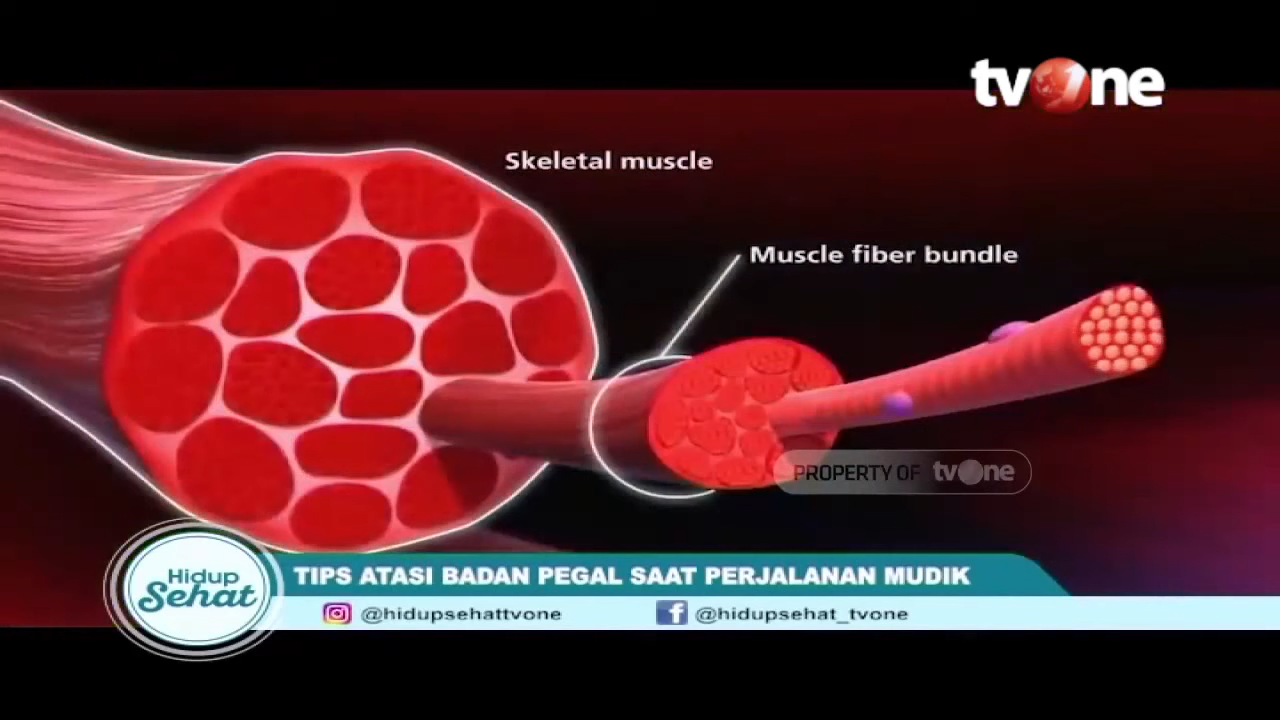 tvOne
Skeletal muscle
Muscle fiber bundle
PROPERTY OF tvOne
Hidup
Sehat
TIPS ATASI BADAN PEGAL SAAT PERJALANAN MUDIK
@hidupsehattvone
@hidupsehat_tvone